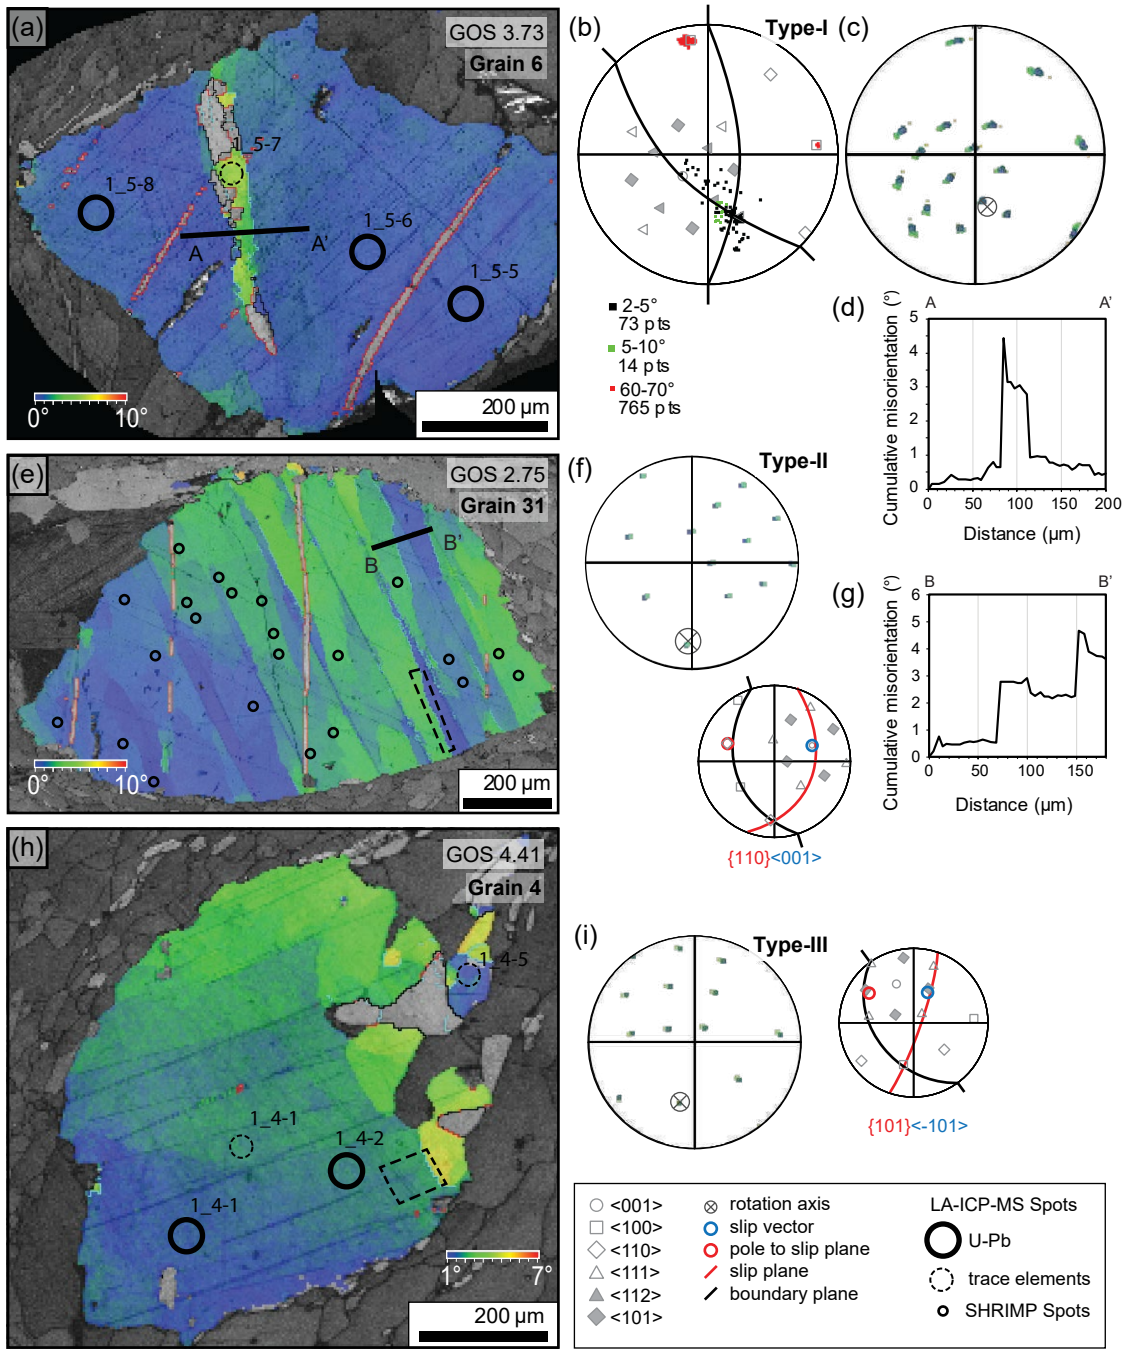 (a)
GOS 3.73
Grain 6
1_5-7
1_5-8
1_5-6
1_5-5
A
A'
0°
10°
200 µm
(b)
Type-I
2-5°
73 pts
5-10°
14 pts
60-70°
765 pts
(c)
(d)
A
A'
5
4
3
2
1
0
Cumulative misorientation (°)
0
50
100
150
200
Distance (µm)
(e)
GOS 2.75
Grain 31
B
B'
0°
10°
200 µm
(f)
Type-II
{110}<001>
(g)
B
B'
6
5
4
3
2
1
0
Cumulative misorientation (°)
0
50
100
150
Distance (µm)
(h)
GOS 4.41
Grain 4
1_4-5
1_4-1
1_4-2
1_4-1
1°
7°
200 µm
(i)
Type-III
{101}<-101>
<001>
<100>
<110>
<111>
<112>
<101>
rotation axis
slip vector
pole to slip plane
slip plane
boundary plane
LA-ICP-MS Spots
U-Pb
trace elements
SHRIMP Spots